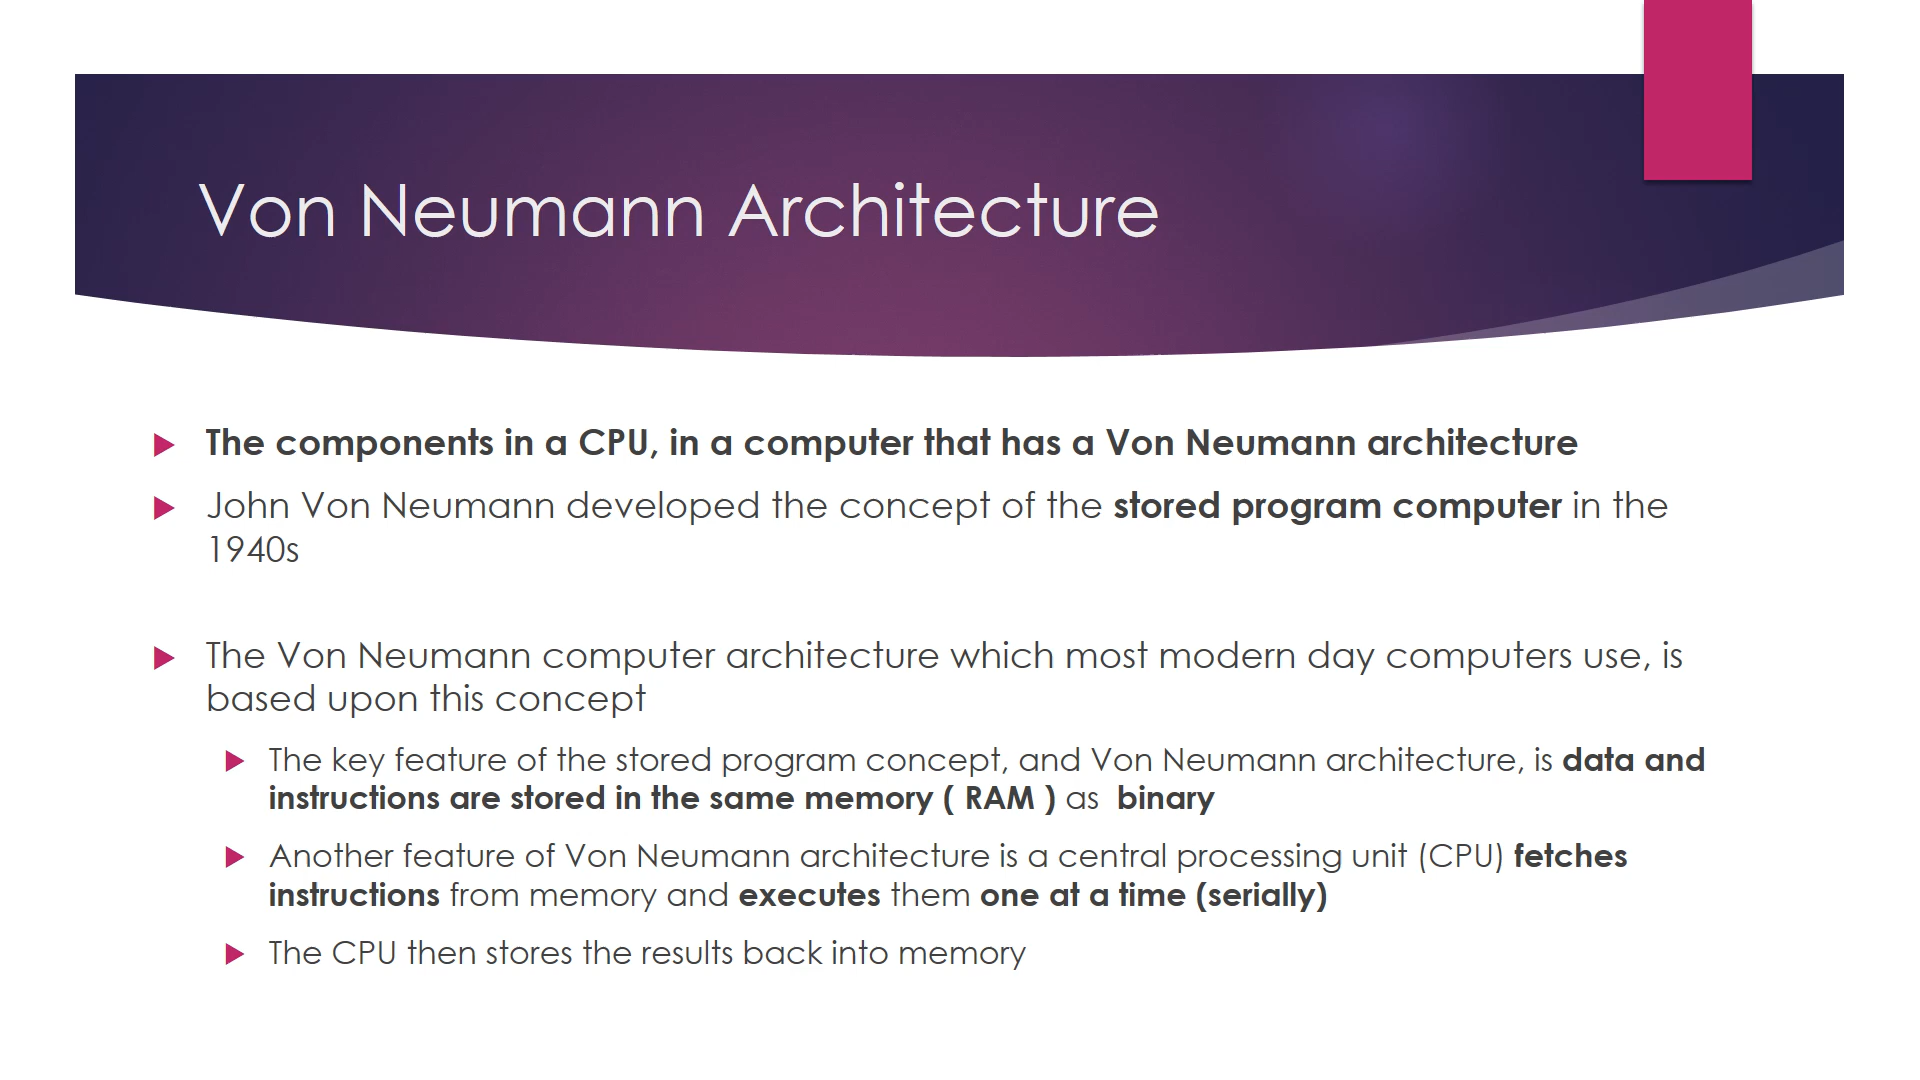 Von Neumann Architecture
The components in a CPU, in a computer that has a Von Neumann architecture
John Von Neumann developed the concept of the stored program computer in the
1940s
The Von Neumann computer architecture which most modern day computers use, is
based upon this concept
The key feature of the stored program concept, and Von Neumann architecture, is data and
instructions are stored in the same memory ( RAM ) as  binary
Another feature of Von Neumann architecture is a central processing unit (CPU) fetches
instructions from memory and executes them one at a time (serially)
The CPU then stores the results back into memory